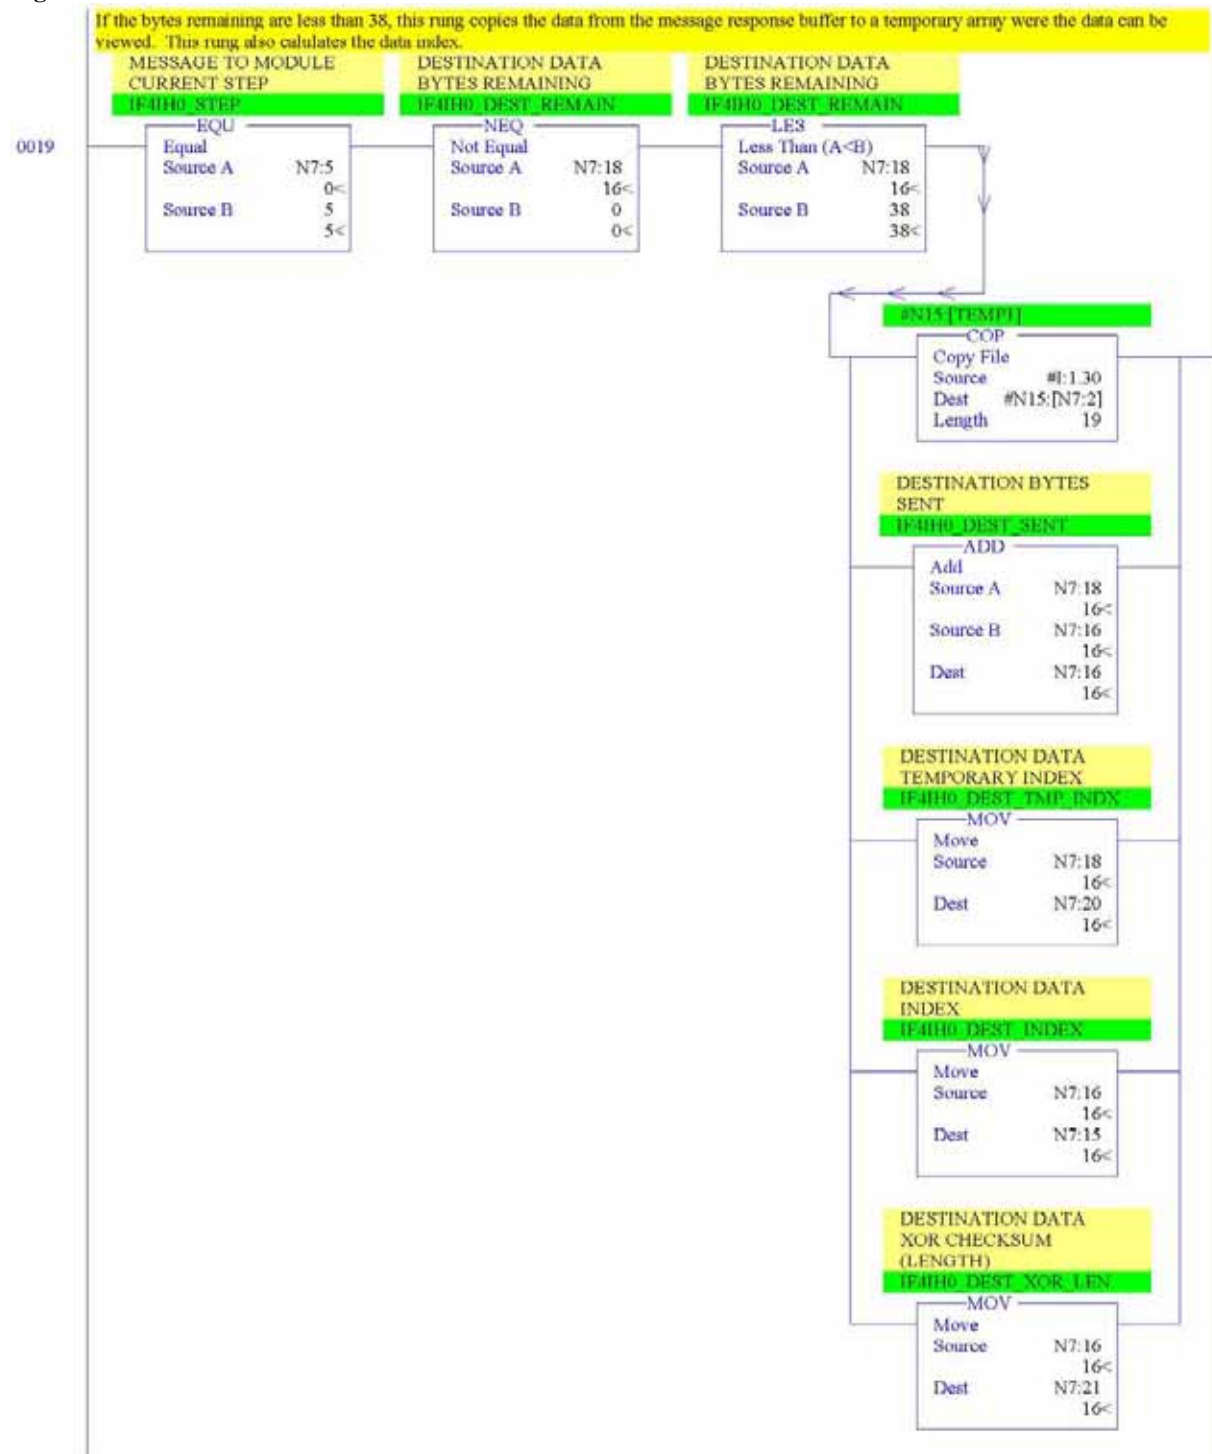 If the bytes remaining are less than 38, this rung copies the data from the message response buffer to a temporary array were the data can be
viewed. This rung also calulates the data index.
MESSAGE TO MODULE
CURRENT STEP
IF4IH0_STEP
EQU
Equal
Source A N7:5
0<
Source B 5
5<
DESTINATION DATA
BYTES REMAINING
IF4IH0_DEST_REMAIN
NEQ
Not Equal
Source A N7:18
16<
Source B 0
0<
DESTINATION DATA
BYTES REMAINING
IF4IH0_DEST_REMAIN
LES
Less Than (A<B)
Source A N7:18
16<
Source B 38
38<
0019
#N15:[TEMP1]
COP
Copy File
Source #I:1.30
Dest #N15:[N7:2]
Length 19
DESTINATION BYTES
SENT
IF4IH0_DEST_SENT
ADD
Add
Source A N7:18
16<
Source B N7:16
16<
Dest N7:16
16<
DESTINATION DATA
TEMPORARY INDEX
IF4IH0_DEST_TMP_INDX
MOV
Move
Source N7:18
16<
Dest N7:20
16<
DESTINATION DATA
INDEX
IF4IH0_DEST_INDEX
MOV
Move
Source N7:16
16<
Dest N7:15
16<
DESTINATION DATA
XOR CHECKSUM
(LENGTH)
IF4IH0_DEST_XOR_LEN
MOV
Move
Source N7:16
16<
Dest N7:21
16<